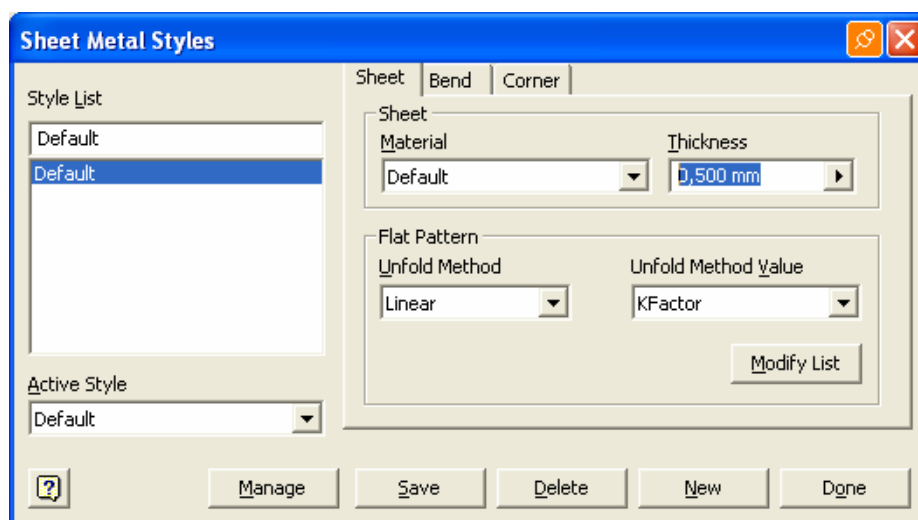 Sheet Metal Styles
Style List
Default
Default
Active Style
Default
Sheet Bend Corner
Sheet
Material Thickness
Default 0,500 mm
Flat Pattern
Unfold Method Unfold Method Value
Linear KFactor
Modify List
Manage Save Delete New Done